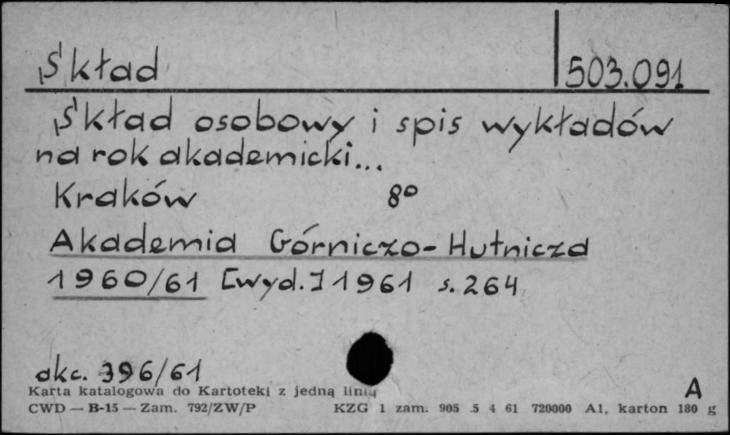 Skład
503.091
Skład osobowy i spis wykładów
na rok akademicki...
Kraków 8°
Akademia Górniczo-Hutnicza
1960/61 [wyd.] 1961 s. 264
akc. 396/61
A
Karta katalogowa do Kartoteki z jedną linią
CWD — B-15 — Zam. 792/ZW/P KZG 1 zam. 905 5 4 61 720000 A1, karton 180 g